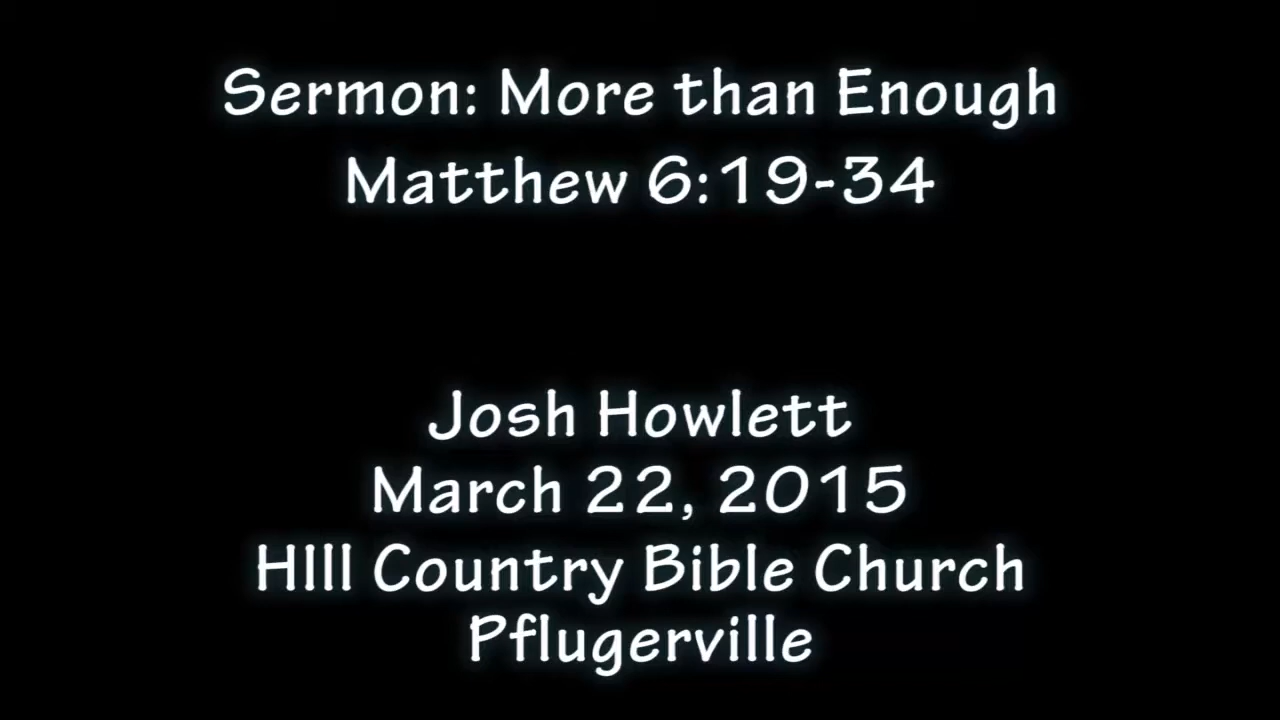 Sermon: More than Enough
Matthew 6:19-34
Josh Howlett
March 22, 2015
HIll Country Bible Church
Pflugerville